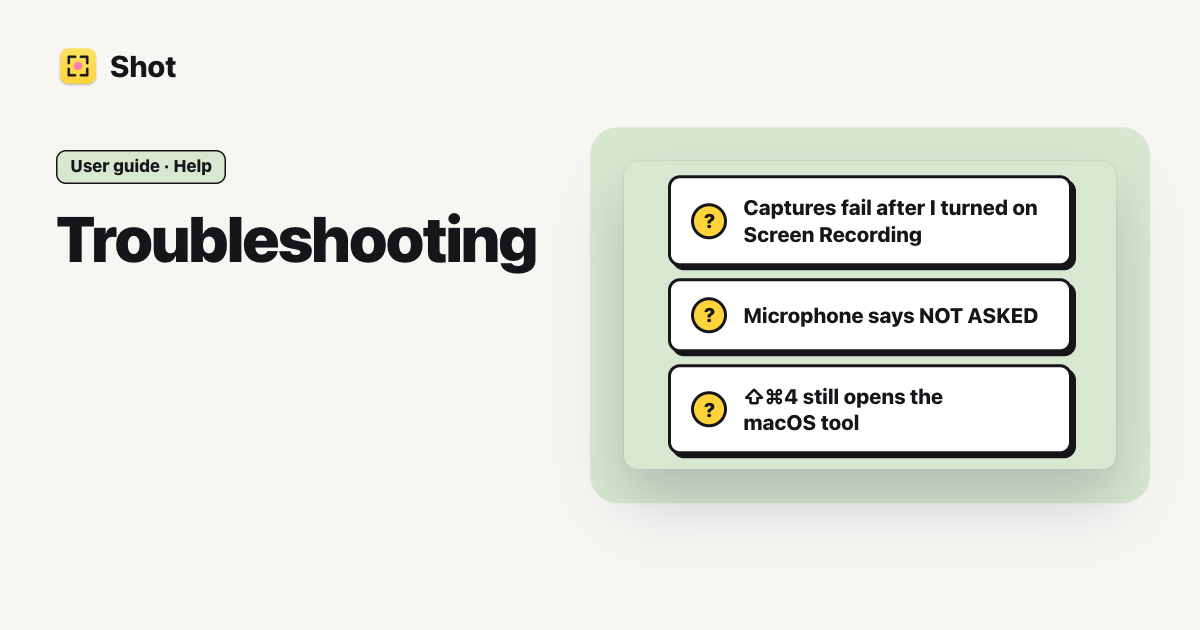 Shot
User guide · Help
Troubleshooting
? Captures fail after I turned on
Screen Recording
? Microphone says NOT ASKED
? ⇧⌘4 still opens the
macOS tool